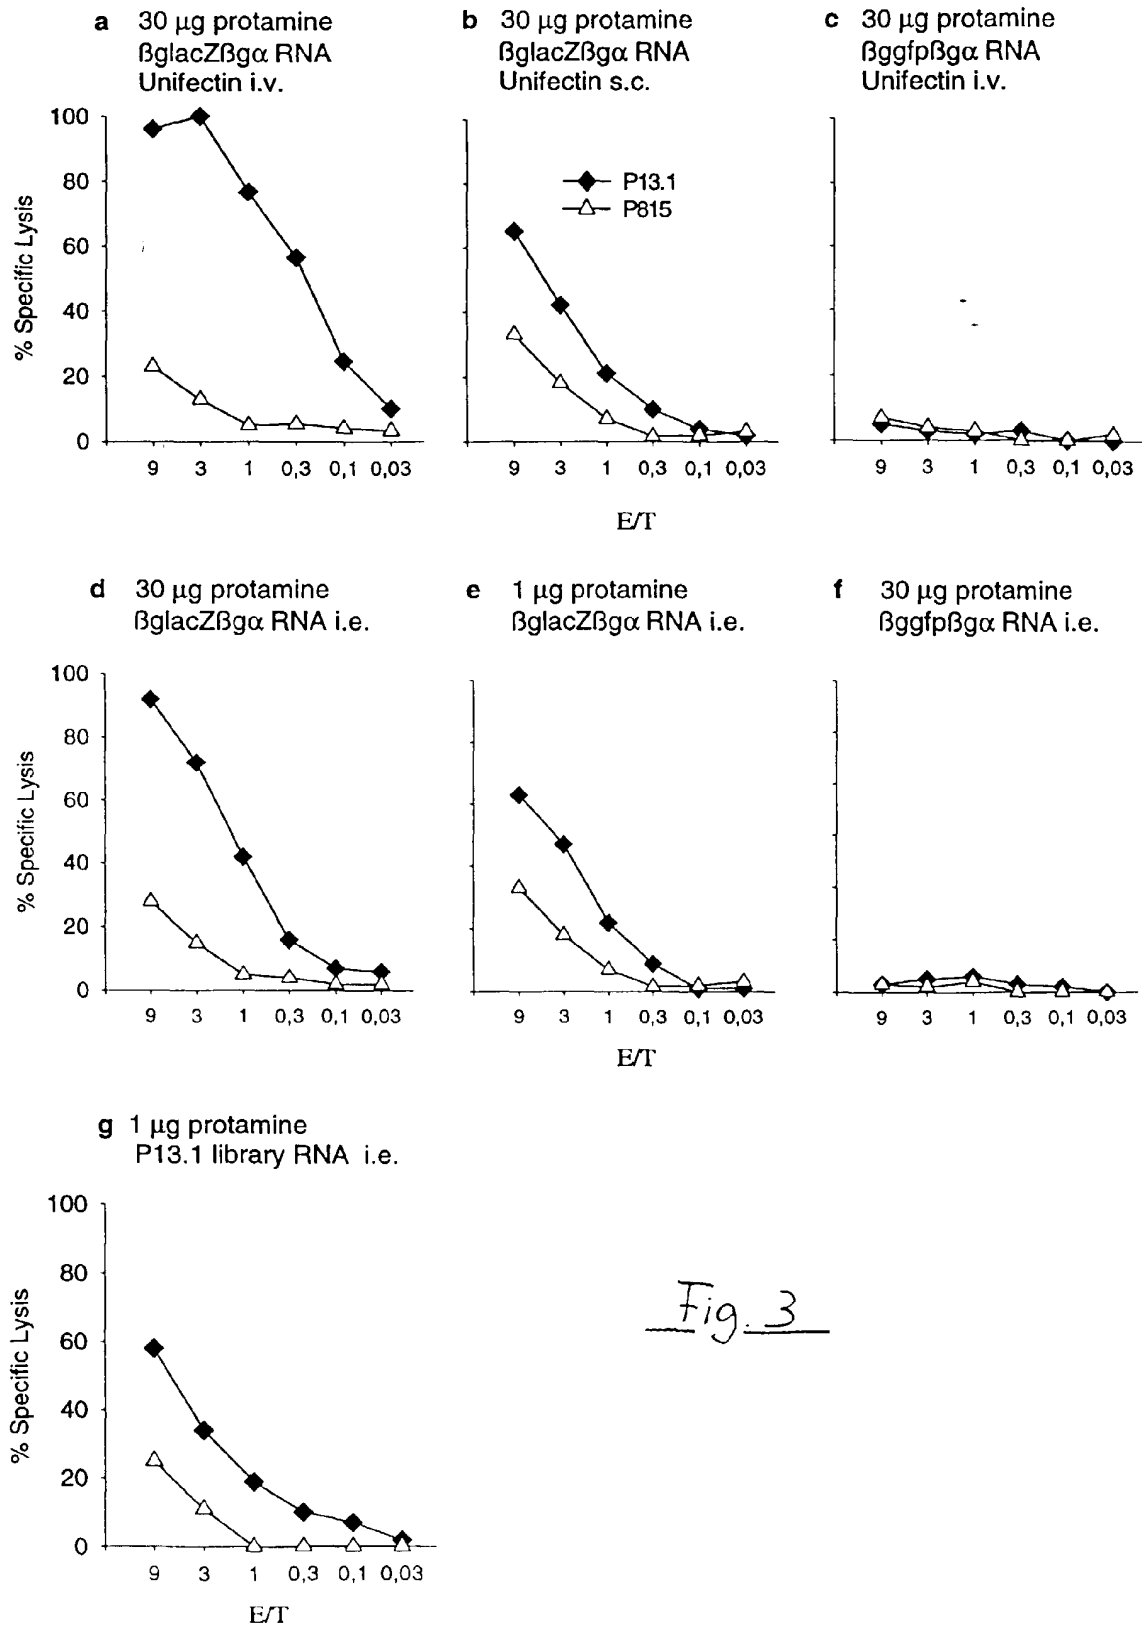 a 30 µg protamine
ßglacZßgα RNA
Unifectin i.v.
b 30 µg protamine
ßglacZßgα RNA
Unifectin s.c.
c 30 µg protamine
ßggfpßgα RNA
Unifectin i.v.
% Specific Lysis
100
80
60
40
20
0
9 3 1 0,3 0,1 0,03
P13.1
P815
9 3 1 0,3 0,1 0,03
9 3 1 0,3 0,1 0,03
E/T
d 30 µg protamine
ßglacZßgα RNA i.e.
e 1 µg protamine
ßglacZßgα RNA i.e.
f 30 µg protamine
ßggfpßgα RNA i.e.
% Specific Lysis
100
80
60
40
20
0
9 3 1 0,3 0,1 0,03
9 3 1 0,3 0,1 0,03
9 3 1 0,3 0,1 0,03
E/T
g 1 µg protamine
P13.1 library RNA i.e.
% Specific Lysis
100
80
60
40
20
0
9 3 1 0,3 0,1 0,03
E/T
Fig. 3